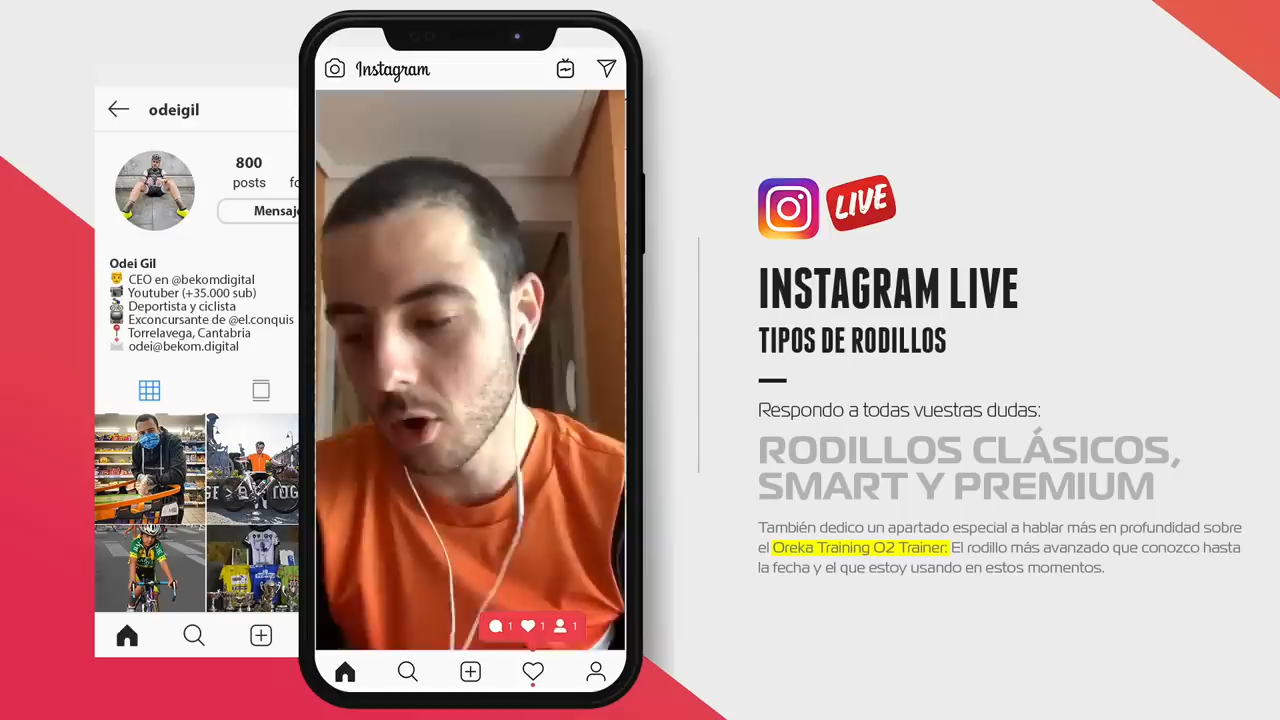 odeigil
800
posts
Mensaj
Odei Gil
CEO en @bekomdigital
Youtuber (+35.000 sub)
Deportista y ciclista
Exconcursante de @el.conquis
Torrelavega, Cantabria
odei@bekom.digital
Instagram
1 1 1
LIVE
INSTAGRAM LIVE
TIPOS DE RODILLOS
Respondo a todas vuestras dudas:
RODILLOS CLÁSICOS,
SMART Y PREMIUM
También dedico un apartado especial a hablar más en profundidad sobre
el Oreka Training O2 Trainer: El rodillo más avanzado que conozco hasta
la fecha y el que estoy usando en estos momentos.